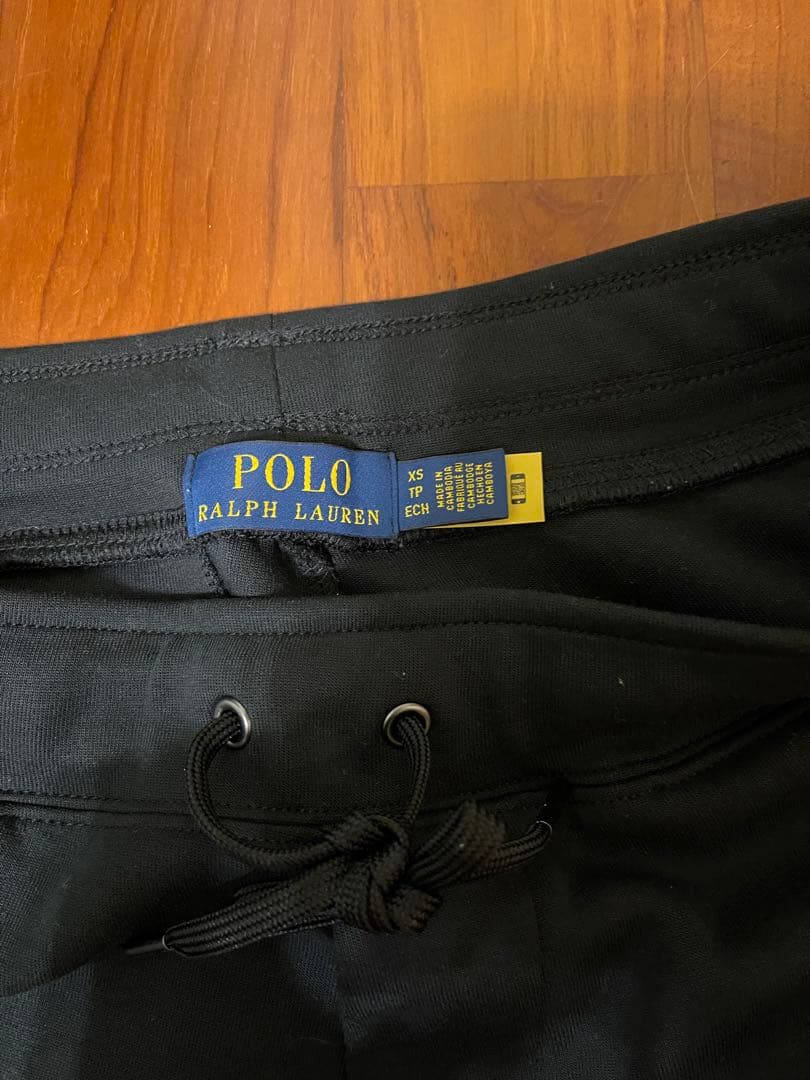 POLO
RALPH LAUREN
XS
TP
ECH
MADE IN
CAMBODIA
FABRIQUÉ AU
CAMBODGE
HECHO EN
CAMBOYA